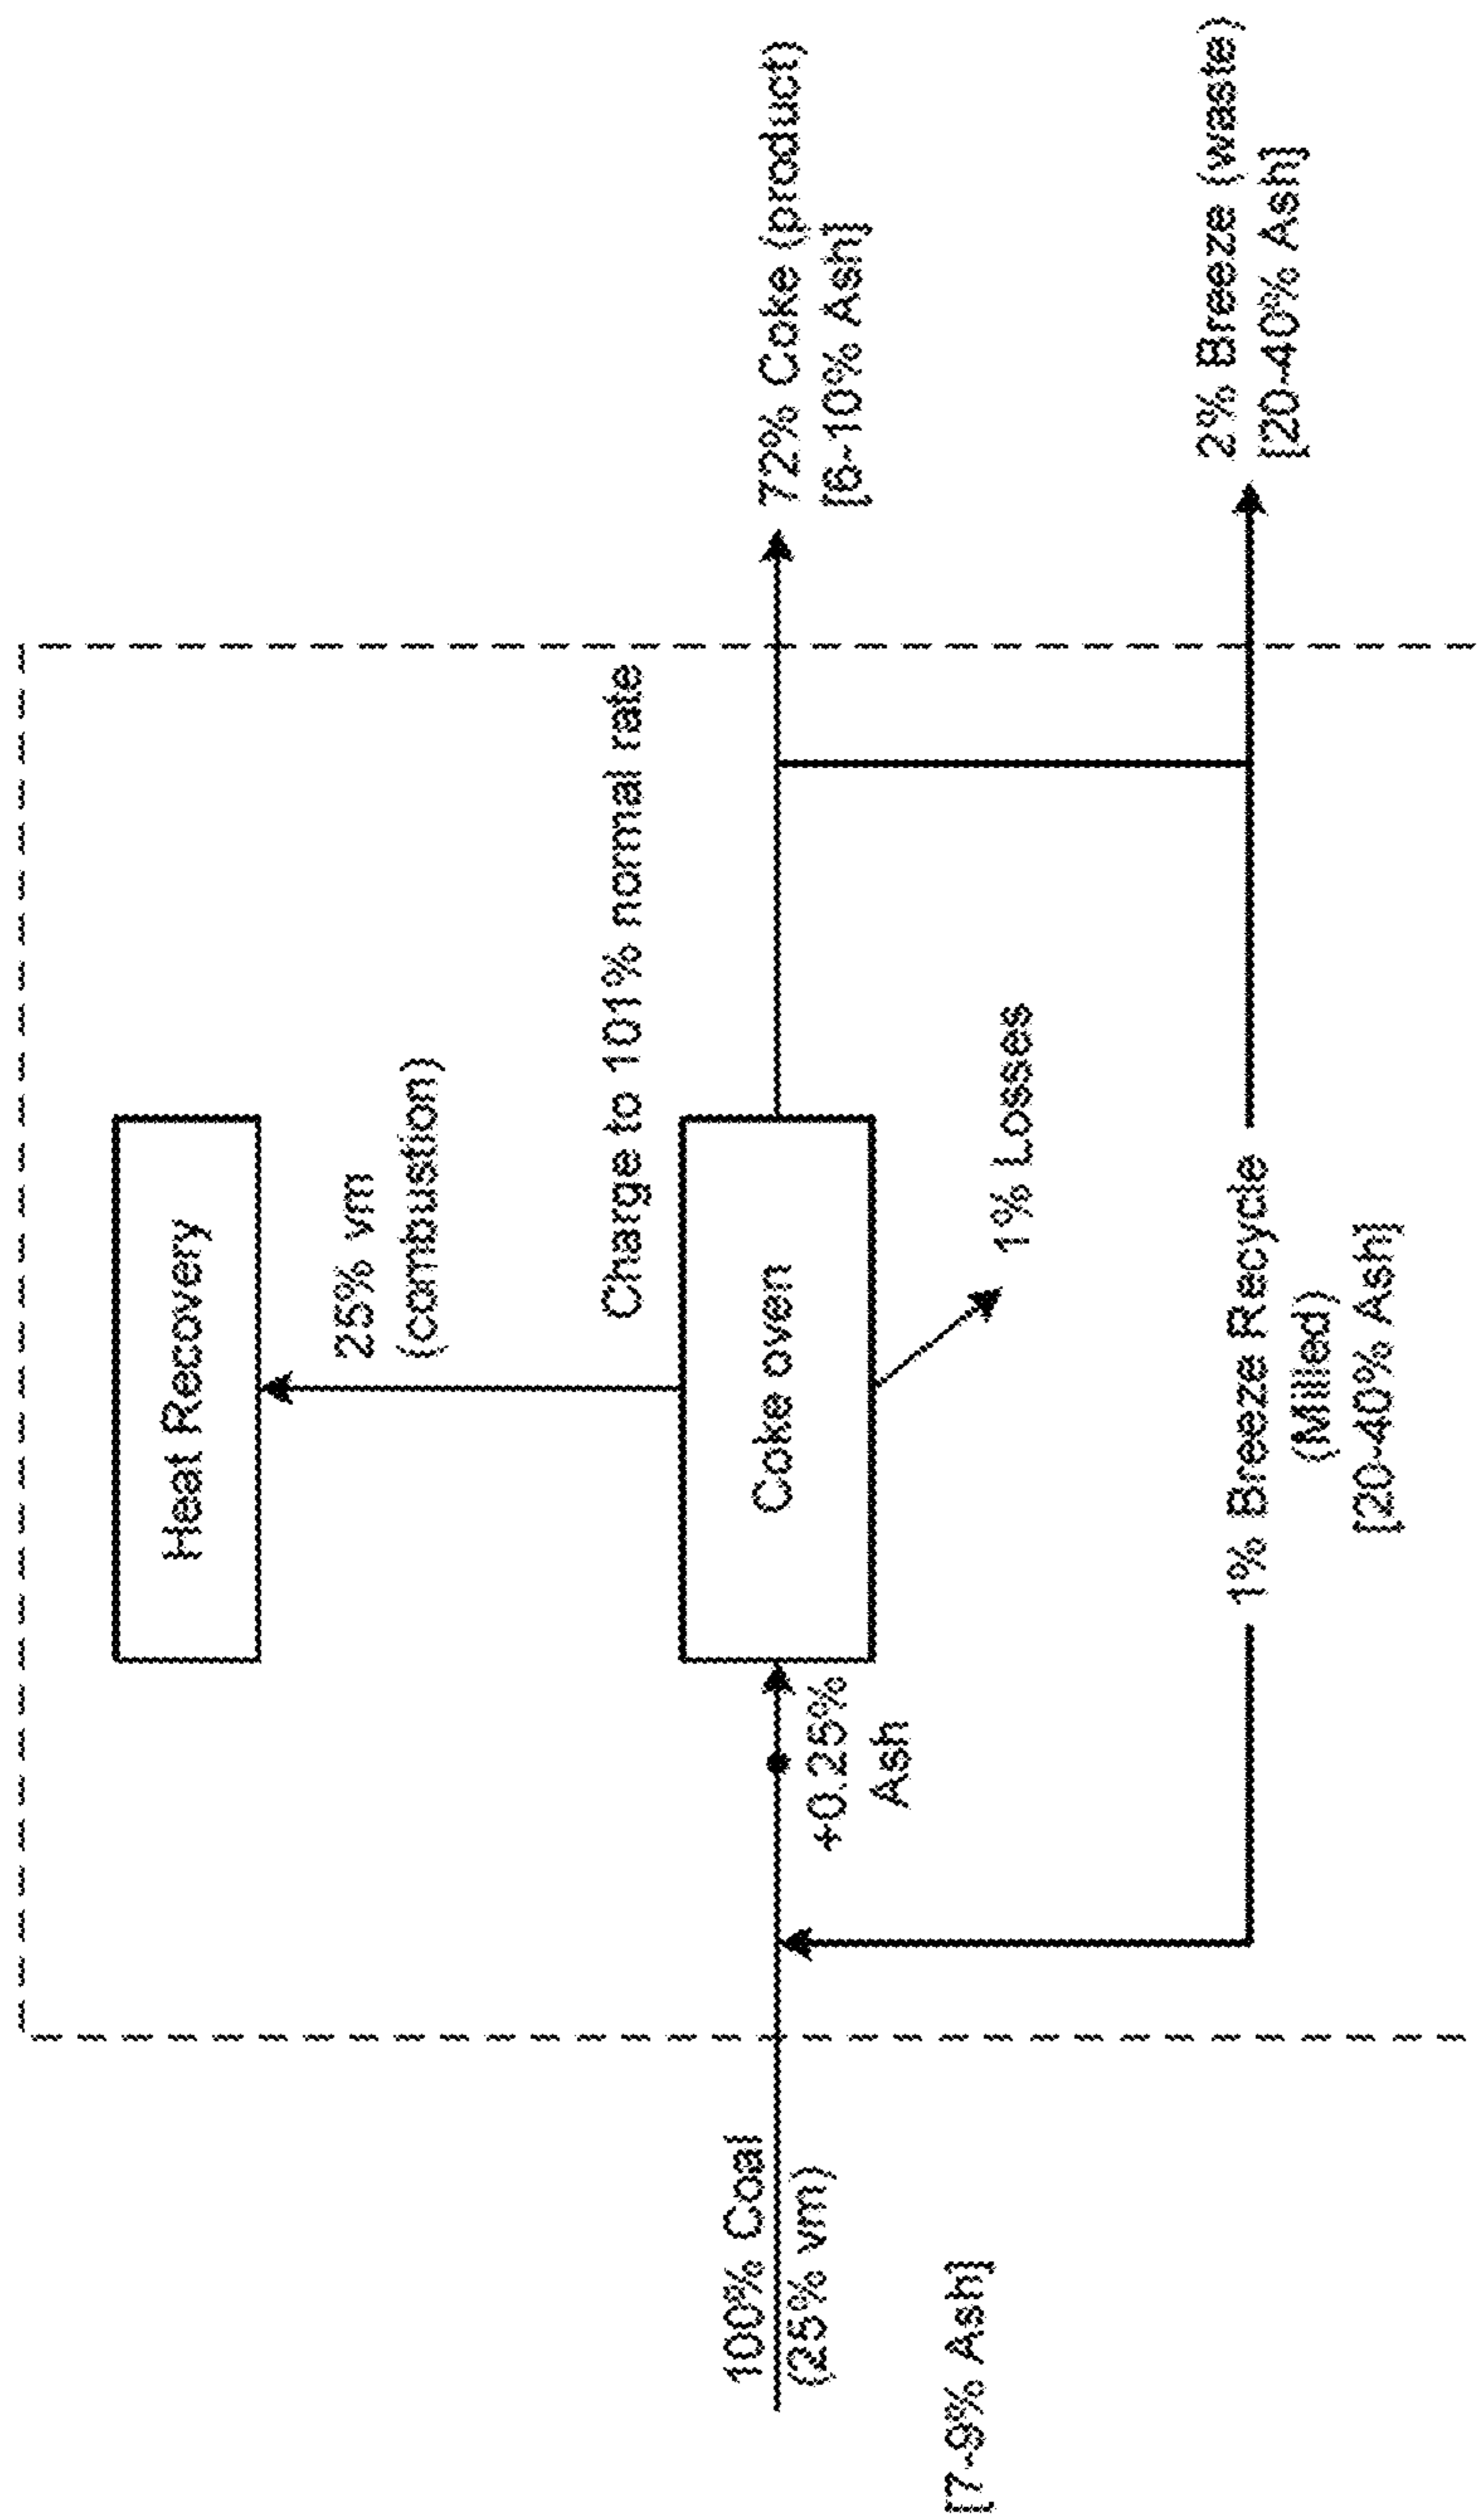 Heat Recovery
25% vm
(combustion)
Charge to 101% normal rate
100% Coal
(25% vm)
[7-9% Ash]
+0.25%
Ash
Coke oven
1% Losses
72% Coke (product)
[6-10% Ash]
1% Breeze Recycle
(Milled)
[20-40% Ash]
2% Breeze (waste)
[20-40% Ash]